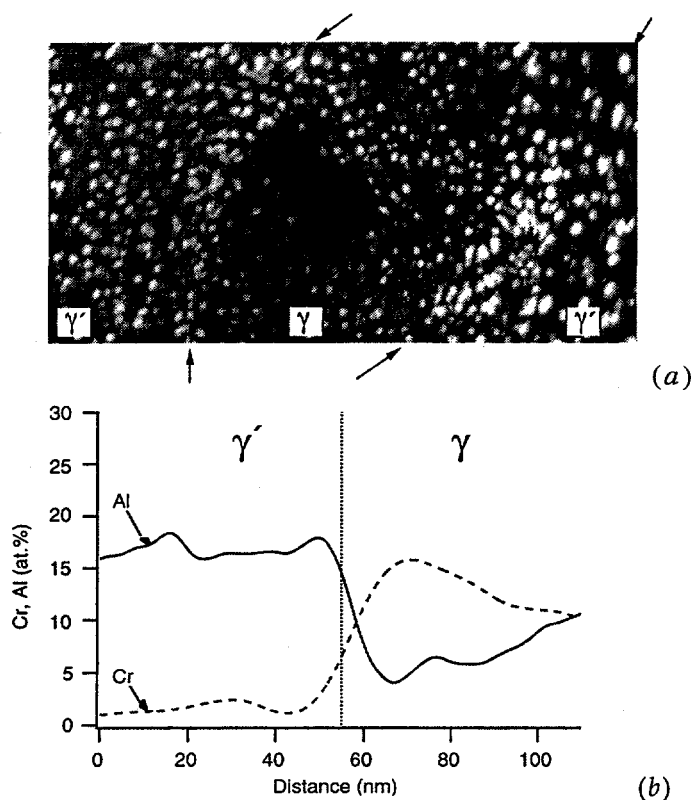 γ′ γ γ′
(a)
30
γ′ γ
25
20
Al
15
10
5
Cr
0
Cr, Al (at.%)
0 20 40 60 80 100
Distance (nm)
(b)